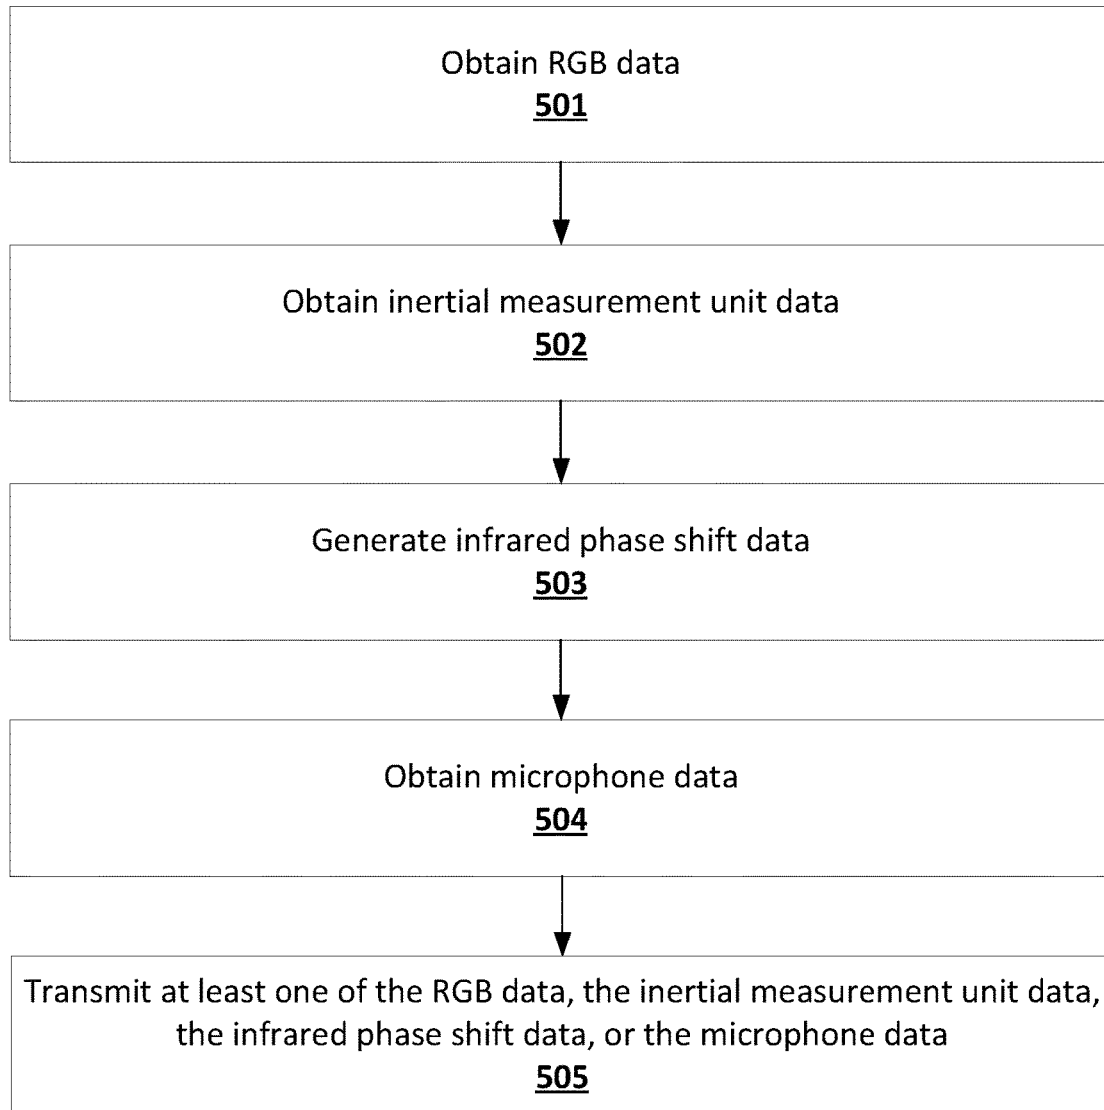 Obtain RGB data
501
Obtain inertial measurement unit data
502
Generate infrared phase shift data
503
Obtain microphone data
504
Transmit at least one of the RGB data, the inertial measurement unit data,
the infrared phase shift data, or the microphone data
505